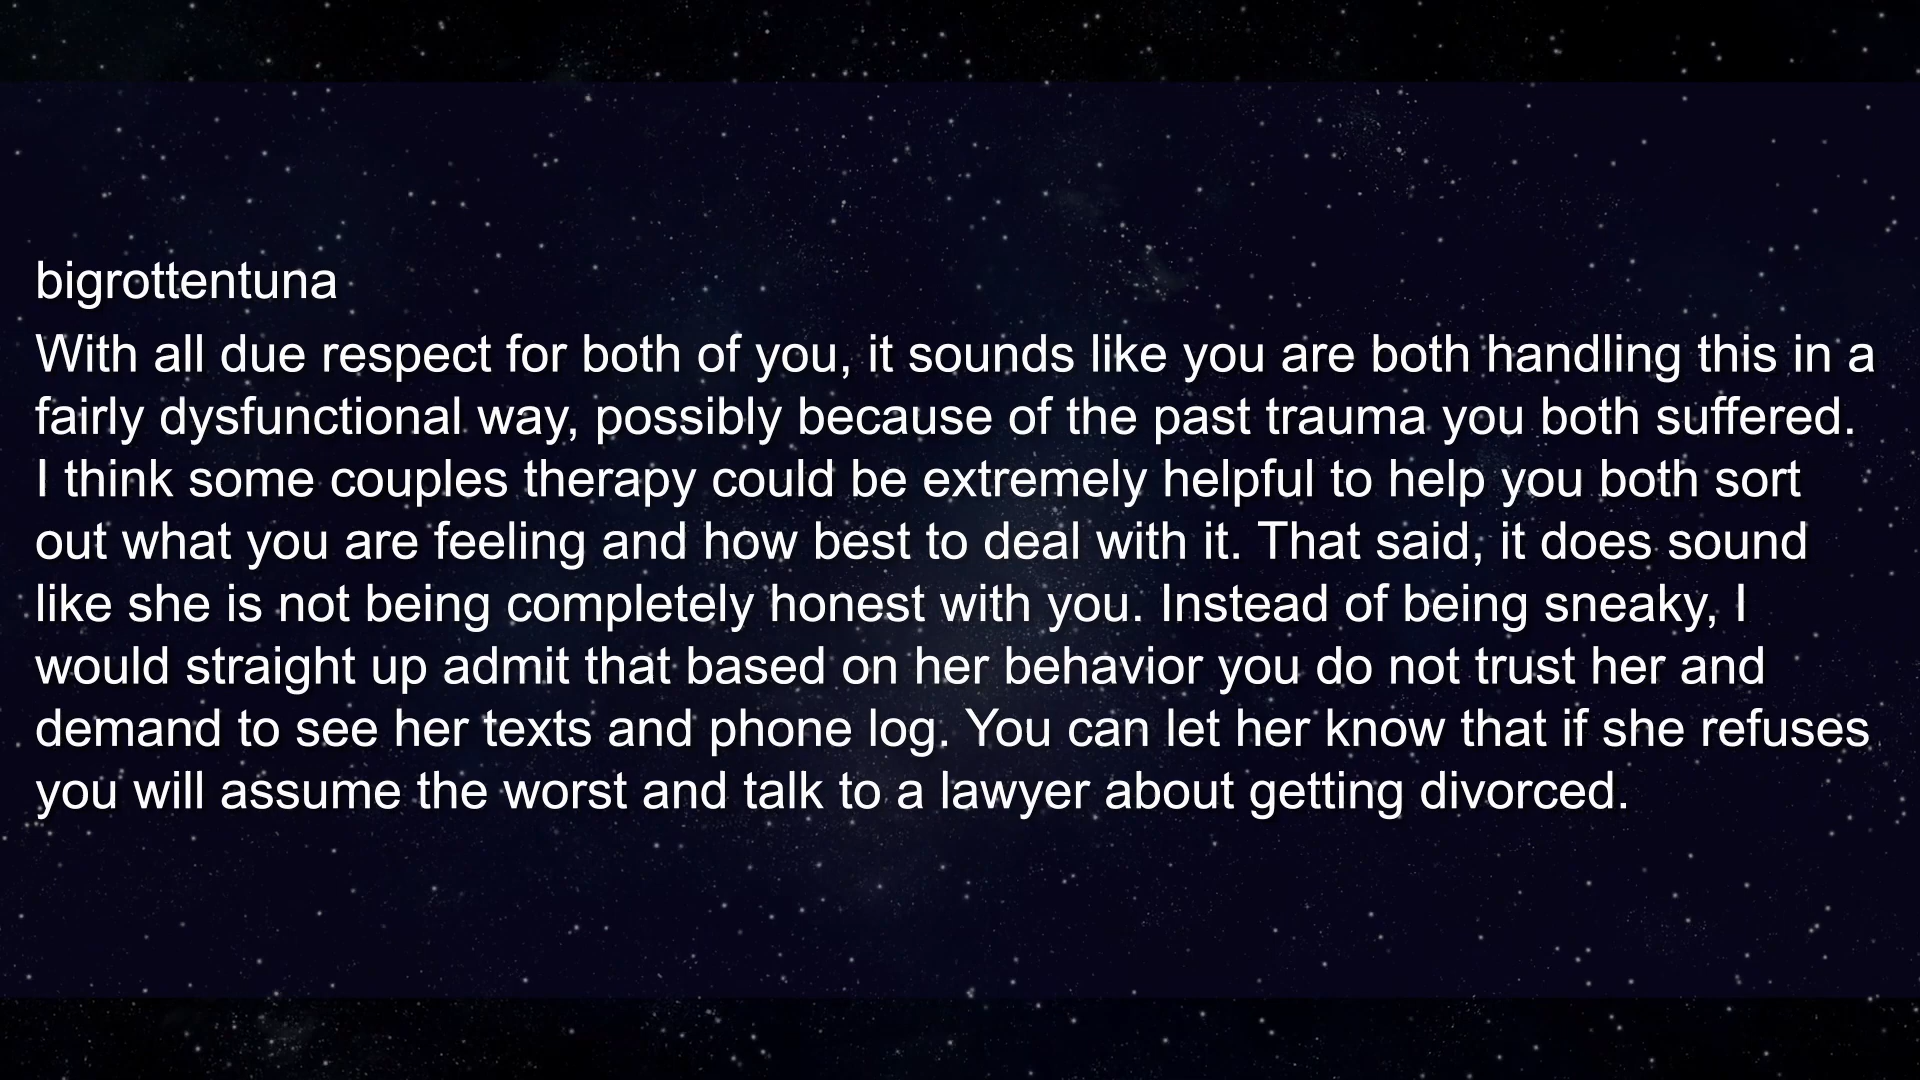 bigrottentuna
With all due respect for both of you, it sounds like you are both handling this in a
fairly dysfunctional way, possibly because of the past trauma you both suffered.
I think some couples therapy could be extremely helpful to help you both sort
out what you are feeling and how best to deal with it. That said, it does sound
like she is not being completely honest with you. Instead of being sneaky, I
would straight up admit that based on her behavior you do not trust her and
demand to see her texts and phone log. You can let her know that if she refuses
you will assume the worst and talk to a lawyer about getting divorced.